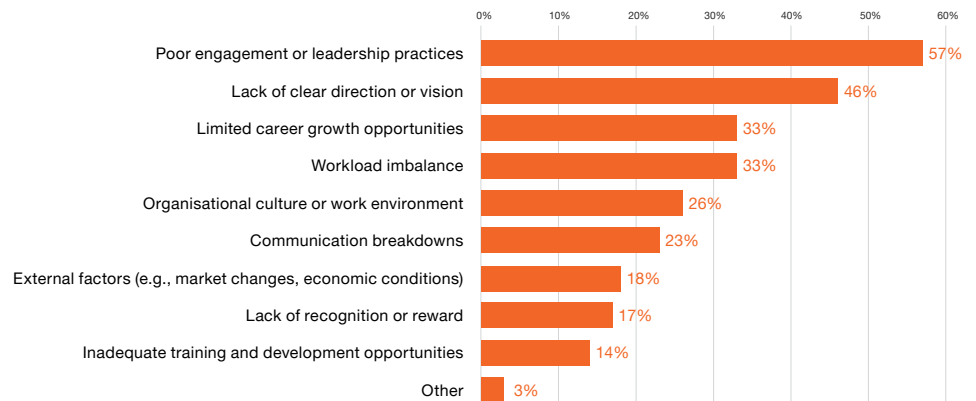 0% 10% 20% 30% 40% 50% 60%
Poor engagement or leadership practices 57%
Lack of clear direction or vision 46%
Limited career growth opportunities 33%
Workload imbalance 33%
Organisational culture or work environment 26%
Communication breakdowns 23%
External factors (e.g., market changes, economic conditions) 18%
Lack of recognition or reward 17%
Inadequate training and development opportunities 14%
Other 3%